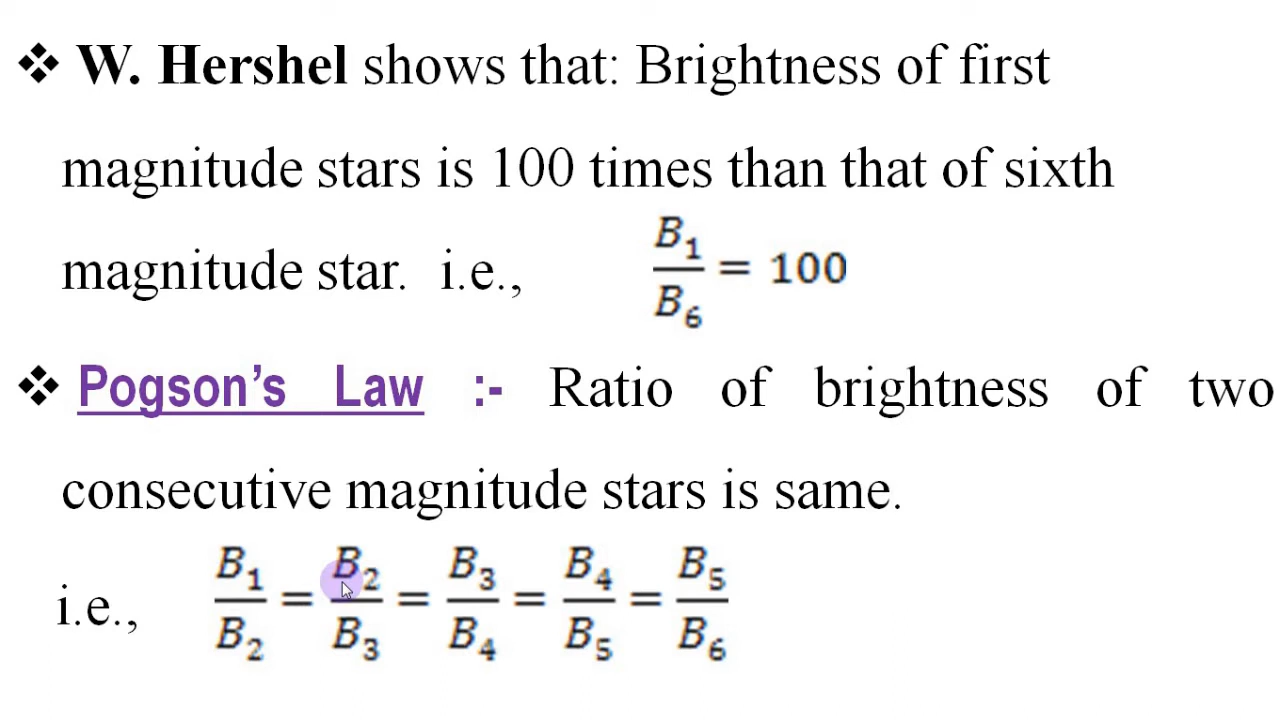 ❖ W. Hershel shows that: Brightness of first
magnitude stars is 100 times than that of sixth
magnitude star. i.e., B₁/B₆ = 100
❖ Pogson’s Law :- Ratio of brightness of two
consecutive magnitude stars is same.
i.e., B₁/B₂ = B₂/B₃ = B₃/B₄ = B₄/B₅ = B₅/B₆